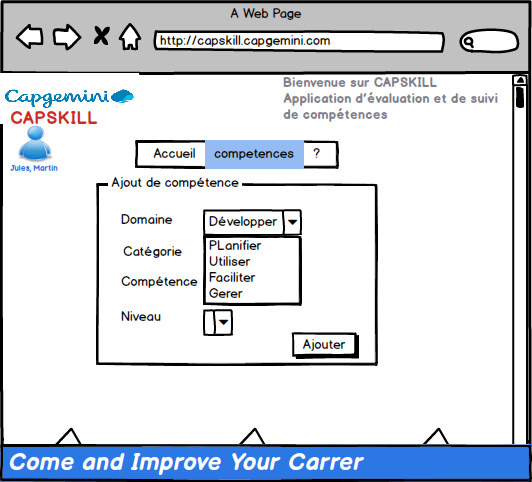 A Web Page
http://capskill.capgemini.com
Bienvenue sur CAPSKILL
Application d'évaluation et de suivi
de compétences
Capgemini
CAPSKILL
Jules, Martin
Accueil competences ?
Ajout de compétence
Domaine Développer
PLanifier
Catégorie
Utiliser
Compétence Faciliter
Gerer
Niveau
Ajouter
Come and Improve Your Carrer